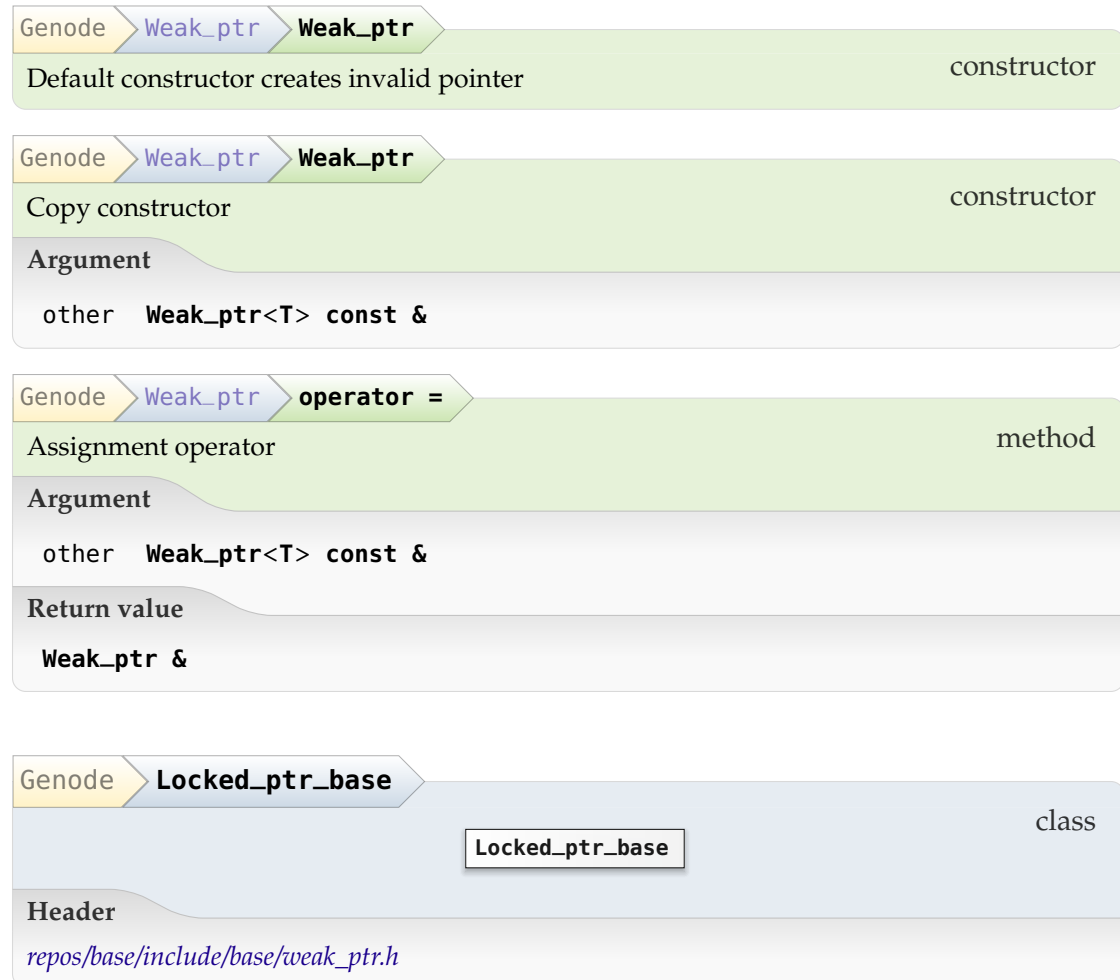 Genode Weak_ptr Weak_ptr
constructor
Default constructor creates invalid pointer
Genode Weak_ptr Weak_ptr
constructor
Copy constructor
Argument
other Weak_ptr<T> const &
Genode Weak_ptr operator =
method
Assignment operator
Argument
other Weak_ptr<T> const &
Return value
Weak_ptr &
Genode Locked_ptr_base
class
Locked_ptr_base
Header
repos/base/include/base/weak_ptr.h